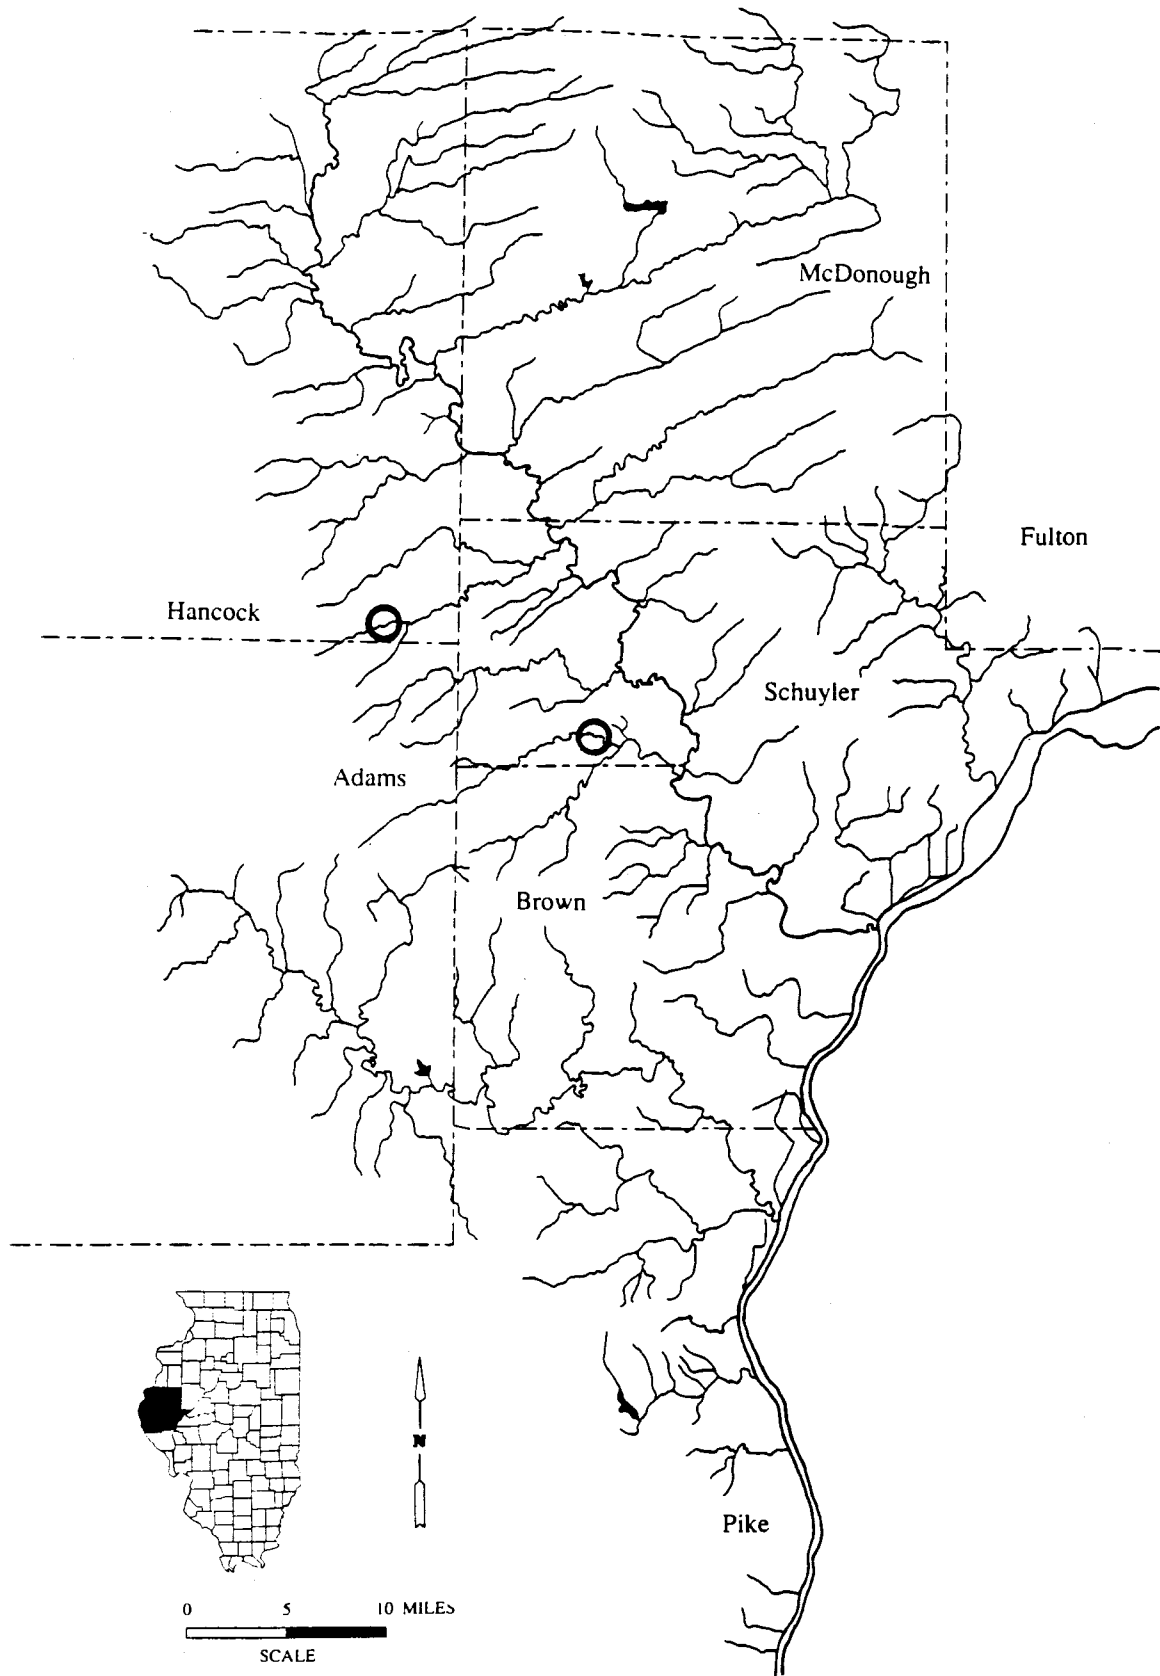 McDonough
Fulton
Hancock
Schuyler
Adams
Brown
N
Pike
0 5 10 MILES
SCALE